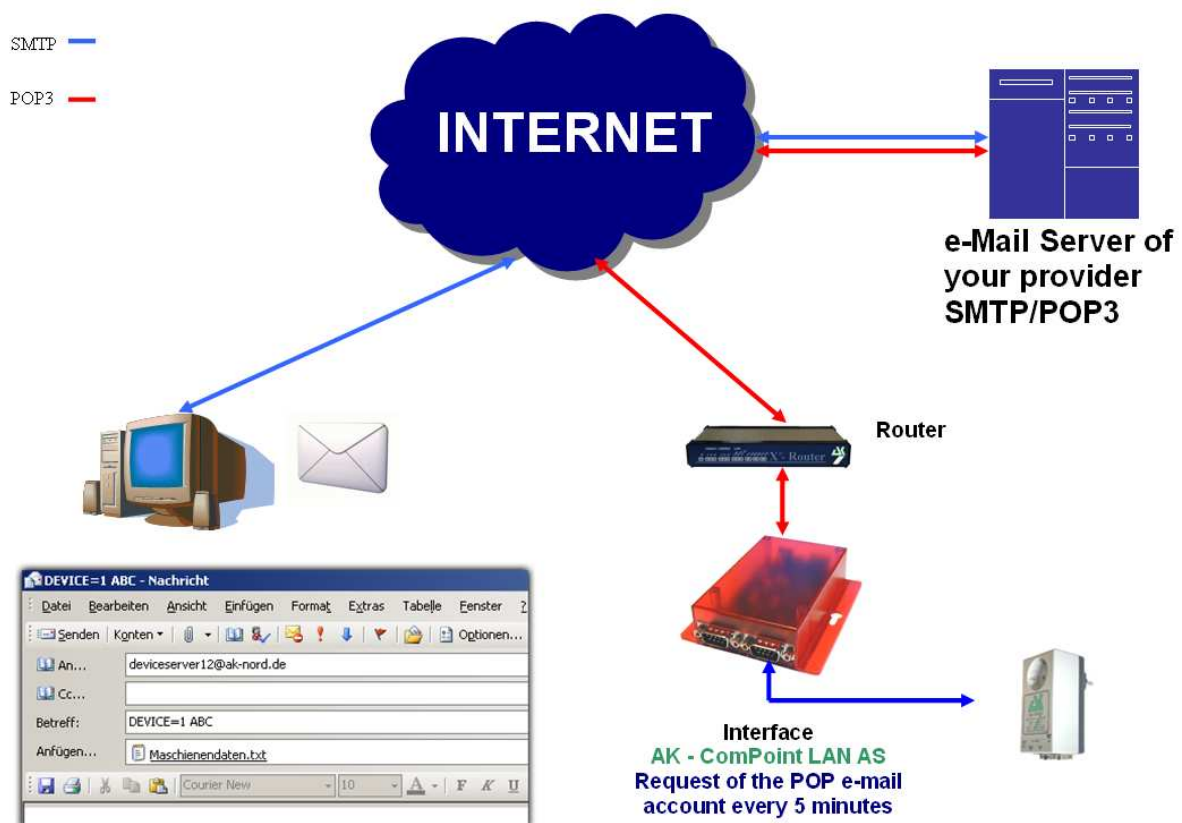 SMTP
POP3
INTERNET
e-Mail Server of
your provider
SMTP/POP3
Router
X²- Router
DEVICE=1 ABC - Nachricht
Datei Bearbeiten Ansicht Einfügen Format Extras Tabelle Fenster ?
Senden Konten Optionen...
An... deviceserver12@ak-nord.de
Cc...
Betreff: DEVICE=1 ABC
Anfügen... Maschienendaten.txt
Courier New 10 A F K U
Interface
AK - ComPoint LAN AS
Request of the POP e-mail
account every 5 minutes